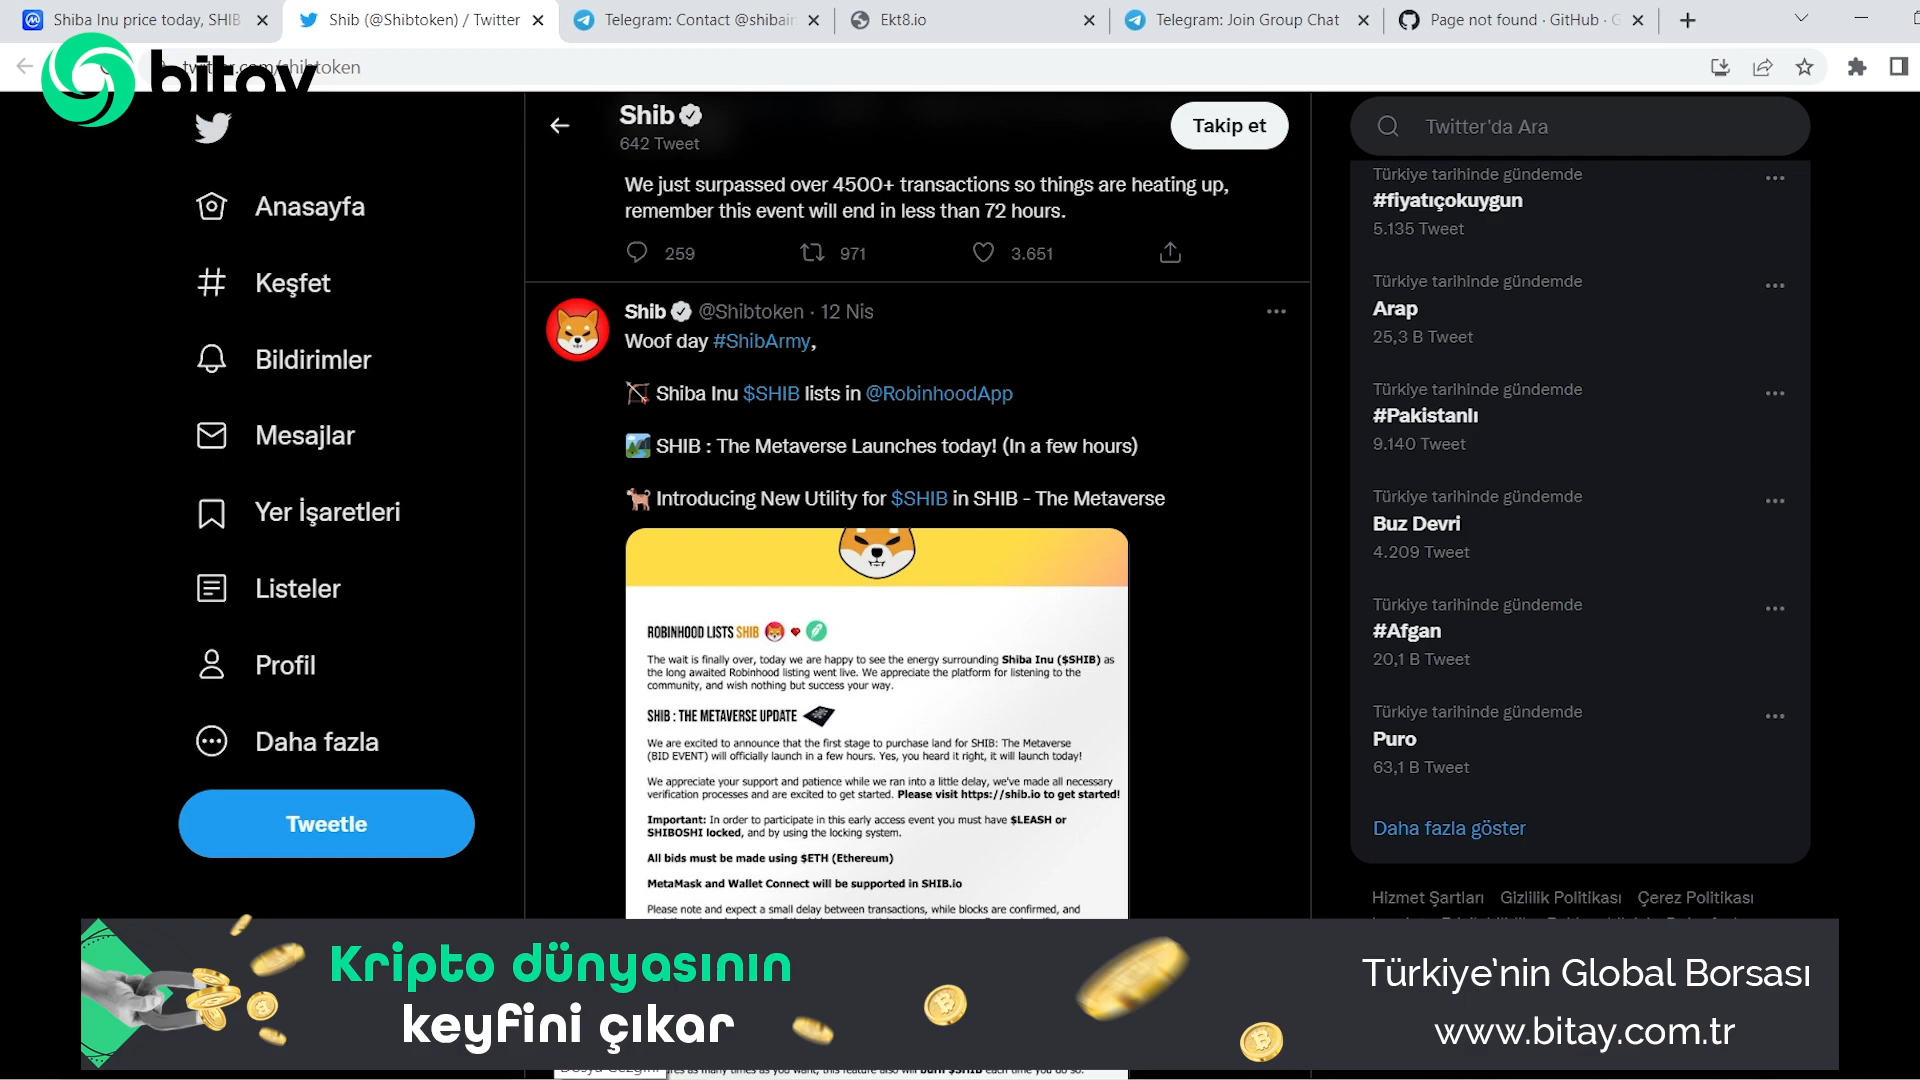 Shiba Inu price today, SHIB
Shib (@Shibtoken) / Twitter
Telegram: Contact @shibain
Ekt8.io
Telegram: Join Group Chat
Page not found · GitHub · G
twitter.com/shibtoken
bitay
Shib
642 Tweet
Takip et
Twitter'da Ara
Anasayfa
Keşfet
Bildirimler
Mesajlar
Yer İşaretleri
Listeler
Profil
Daha fazla
Tweetle
We just surpassed over 4500+ transactions so things are heating up,
remember this event will end in less than 72 hours.
259 971 3.651
Shib @Shibtoken · 12 Nis
Woof day #ShibArmy,
Shiba Inu $SHIB lists in @RobinhoodApp
SHIB : The Metaverse Launches today! (In a few hours)
Introducing New Utility for $SHIB in SHIB - The Metaverse
ROBINHOOD LISTS SHIB
The wait is finally over, today we are happy to see the energy surrounding Shiba Inu ($SHIB) as
the long awaited Robinhood listing went live. We appreciate the platform for listening to the
community, and wish nothing but success your way.
SHIB : THE METAVERSE UPDATE
We are excited to announce that the first stage to purchase land for SHIB: The Metaverse
(BID EVENT) will officially launch in a few hours. Yes, you heard it right, it will launch today!
We appreciate your support and patience while we ran into a little delay, we've made all necessary
verification processes and are excited to get started. Please visit https://shib.io to get started!
Important: In order to participate in this early access event you must have $LEASH or
SHIBOSHI locked, and by using the locking system.
All bids must be made using $ETH (Ethereum)
MetaMask and Wallet Connect will be supported in SHIB.io
Please note and expect a small delay between transactions, while blocks are confirmed, and
Türkiye tarihinde gündemde
#fiyatıçokuygun
5.135 Tweet
Türkiye tarihinde gündemde
Arap
25,3 B Tweet
Türkiye tarihinde gündemde
#Pakistanlı
9.140 Tweet
Türkiye tarihinde gündemde
Buz Devri
4.209 Tweet
Türkiye tarihinde gündemde
#Afgan
20,1 B Tweet
Türkiye tarihinde gündemde
Puro
63,1 B Tweet
Daha fazla göster
Hizmet Şartları Gizlilik Politikası Çerez Politikası
Kripto dünyasının
keyfini çıkar
Türkiye'nin Global Borsası
www.bitay.com.tr
as many times as you want, this feature also will burn $SHIB each time you do so.